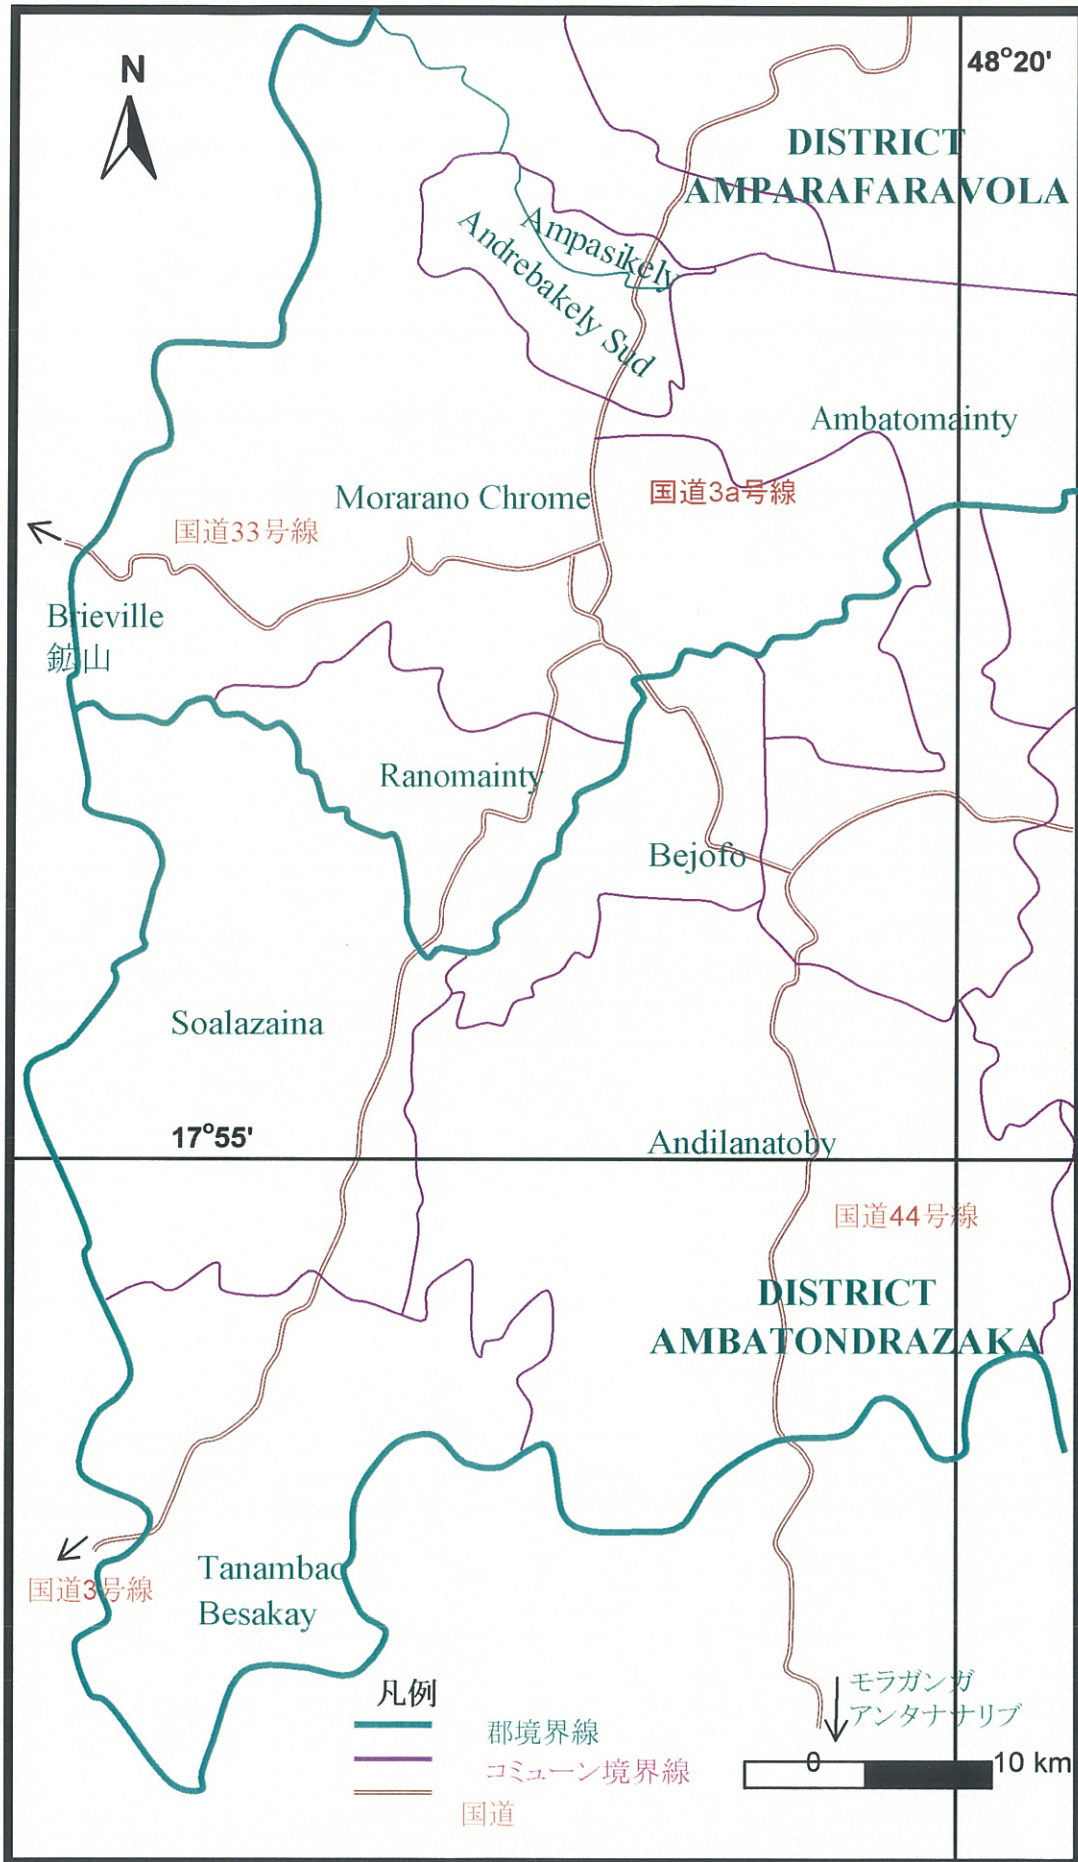 48°20'
N
DISTRICT
AMPARAFARAVOLA
Ampasikely
Andrebakely Sud
Ambatomainty
Morarano Chrome
国道3a号線
国道33号線
Brieville
鉱山
Ranomainty
Bejofo
Soalazaina
17°55'
Andilanatoby
国道44号線
DISTRICT
AMBATONDRAZAKA
Tanambao
Besakay
国道3号線
モラガンガ
アンタナナリブ
凡例
郡境界線
コミューン境界線
国道
0 10 km